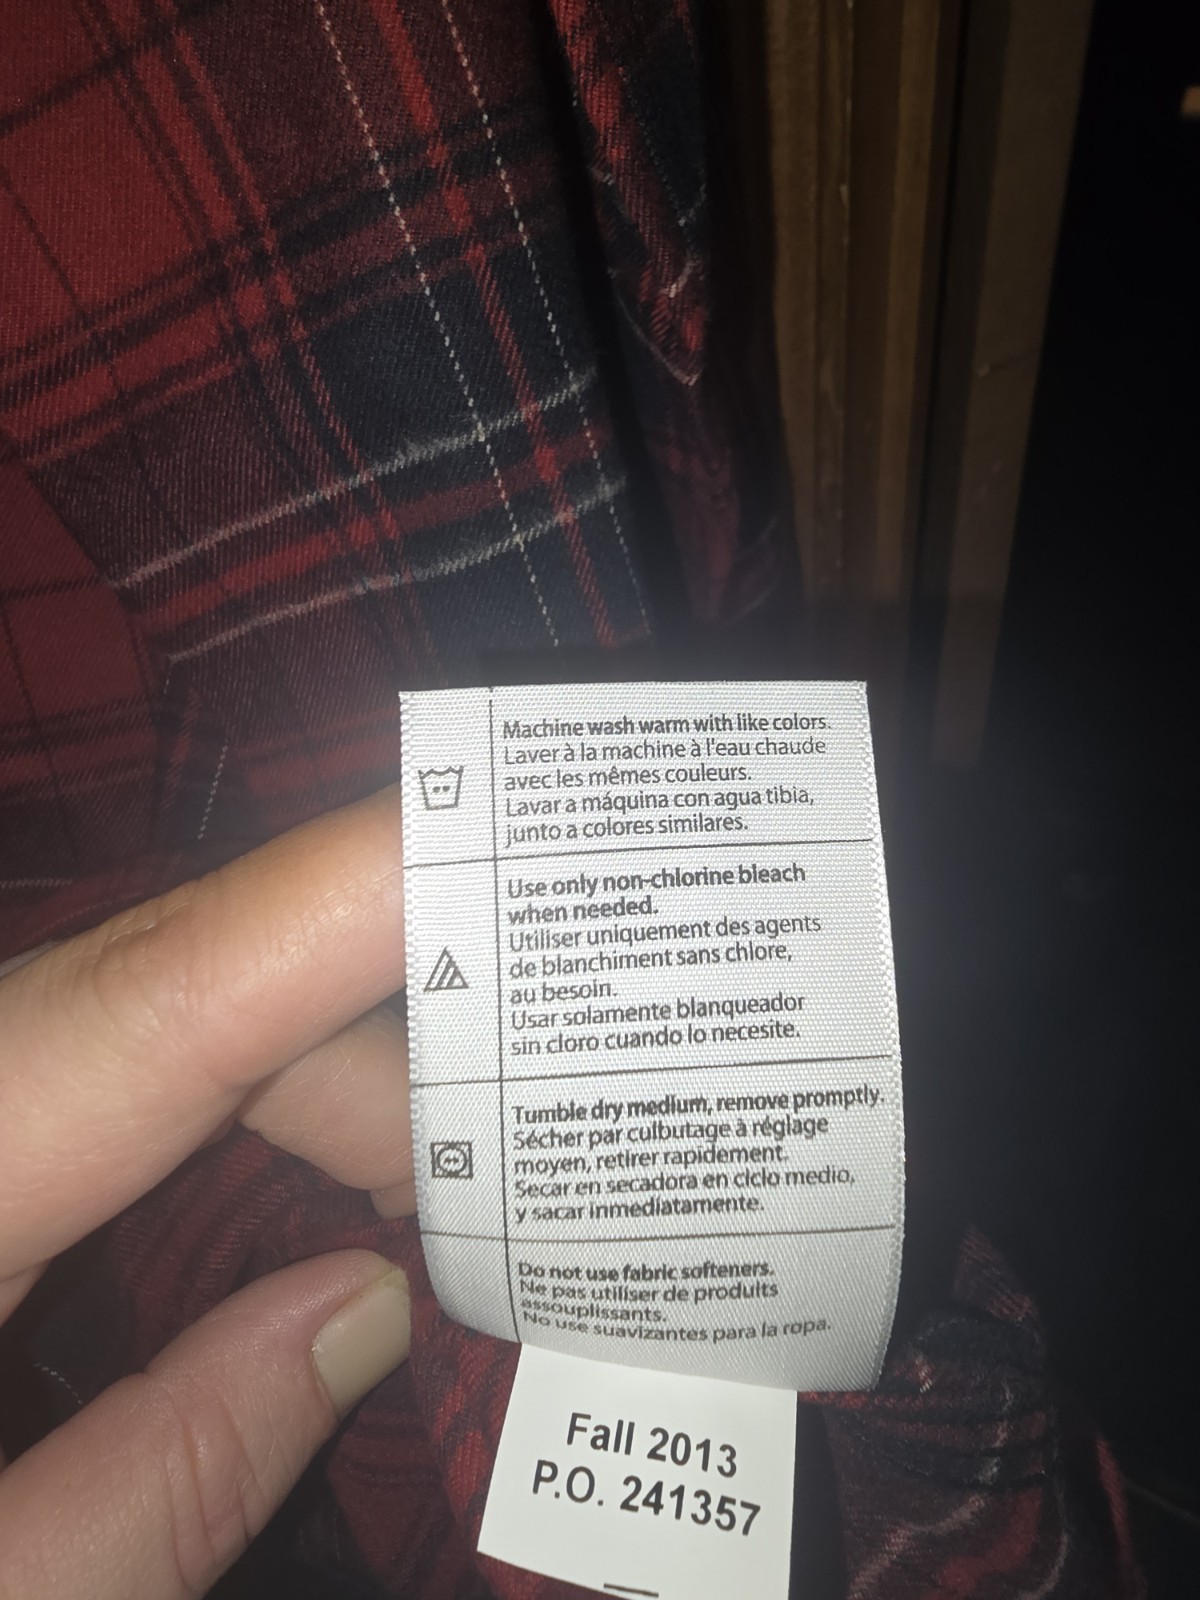 Machine wash warm with like colors.
Laver à la machine à l'eau chaude
avec les mêmes couleurs.
Lavar a máquina con agua tibia,
junto a colores similares.
Use only non-chlorine bleach
when needed.
Utiliser uniquement des agents
de blanchiment sans chlore,
au besoin.
Usar solamente blanqueador
sin cloro cuando lo necesite.
Tumble dry medium, remove promptly.
Sécher par culbutage à réglage
moyen, retirer rapidement.
Secar en secadora en ciclo medio,
y sacar inmediatamente.
Do not use fabric softeners.
Ne pas utiliser de produits
assouplissants.
No use suavizantes para la ropa.
Fall 2013
P.O. 241357